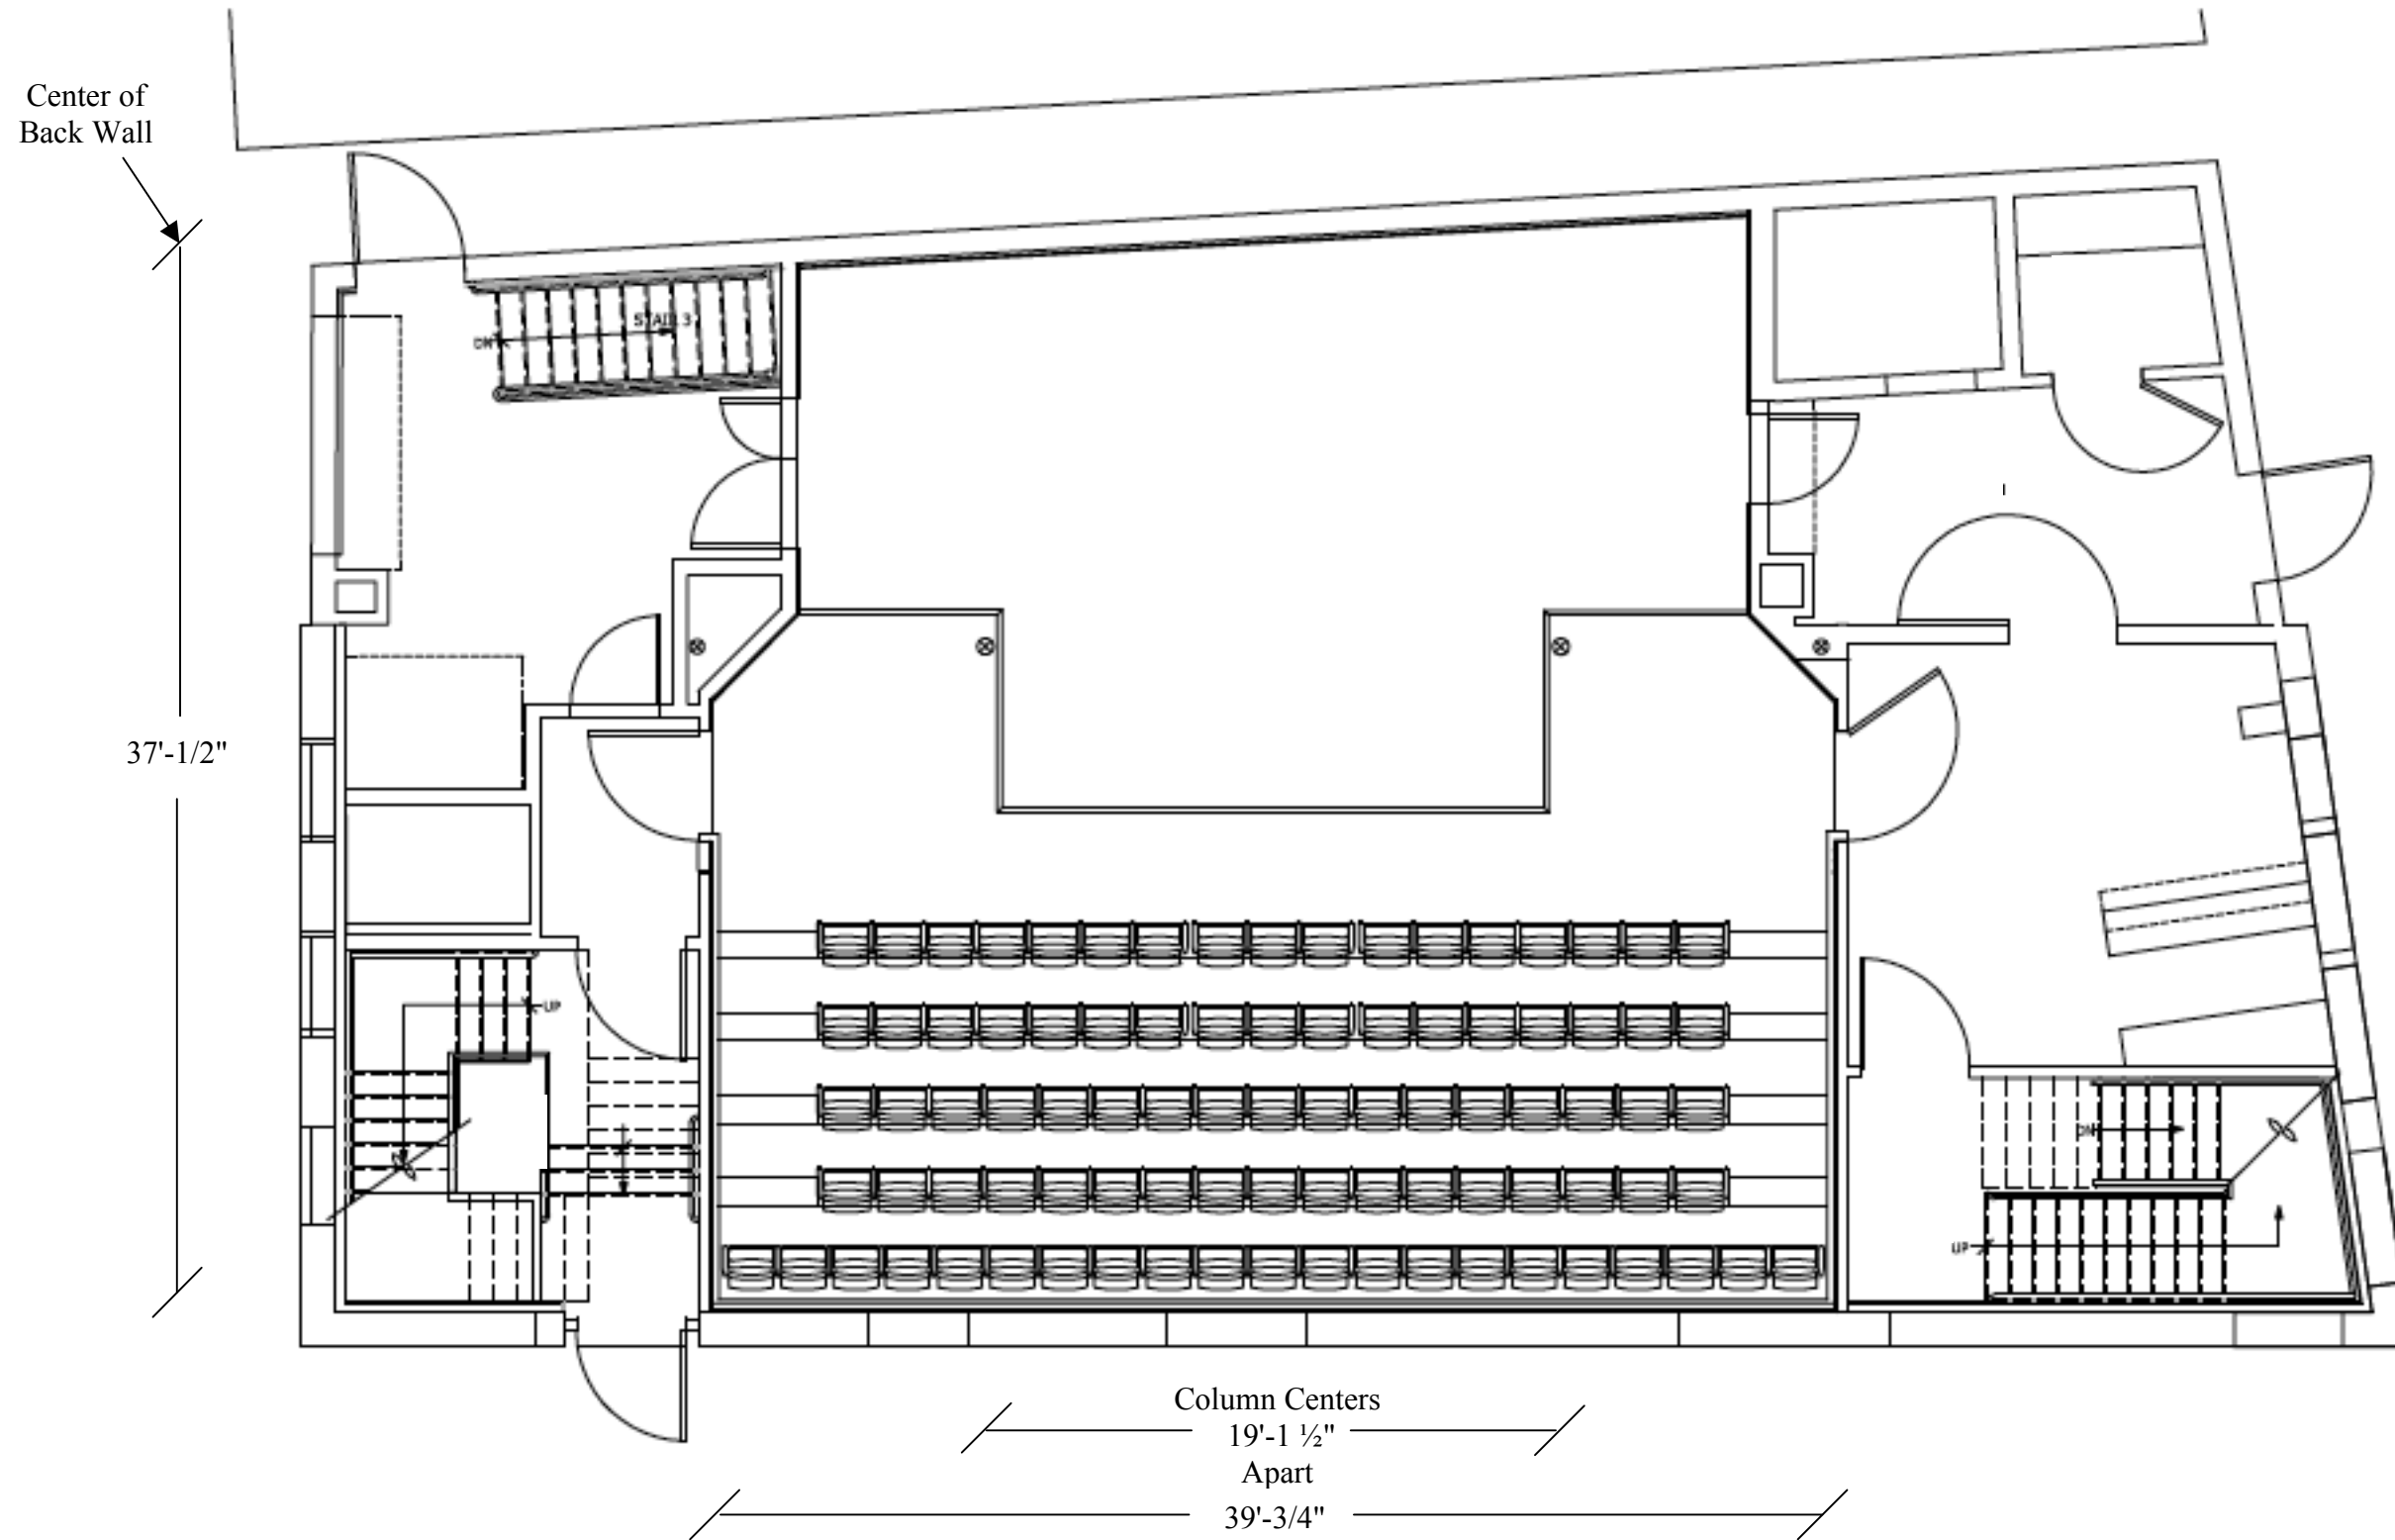 Center of
Back Wall
STAIR 3
DN
37'-1/2"
UP
DN
UP
Column Centers
19'-1 ½"
Apart
39'-3/4"